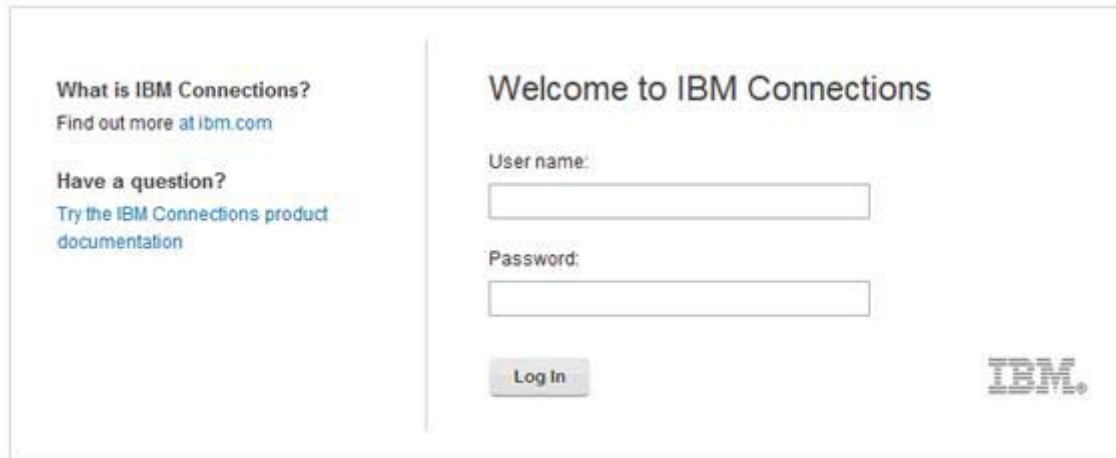 What is IBM Connections?
Find out more at ibm.com
Have a question?
Try the IBM Connections product
documentation
Welcome to IBM Connections
User name:
Password:
Log In
IBM®